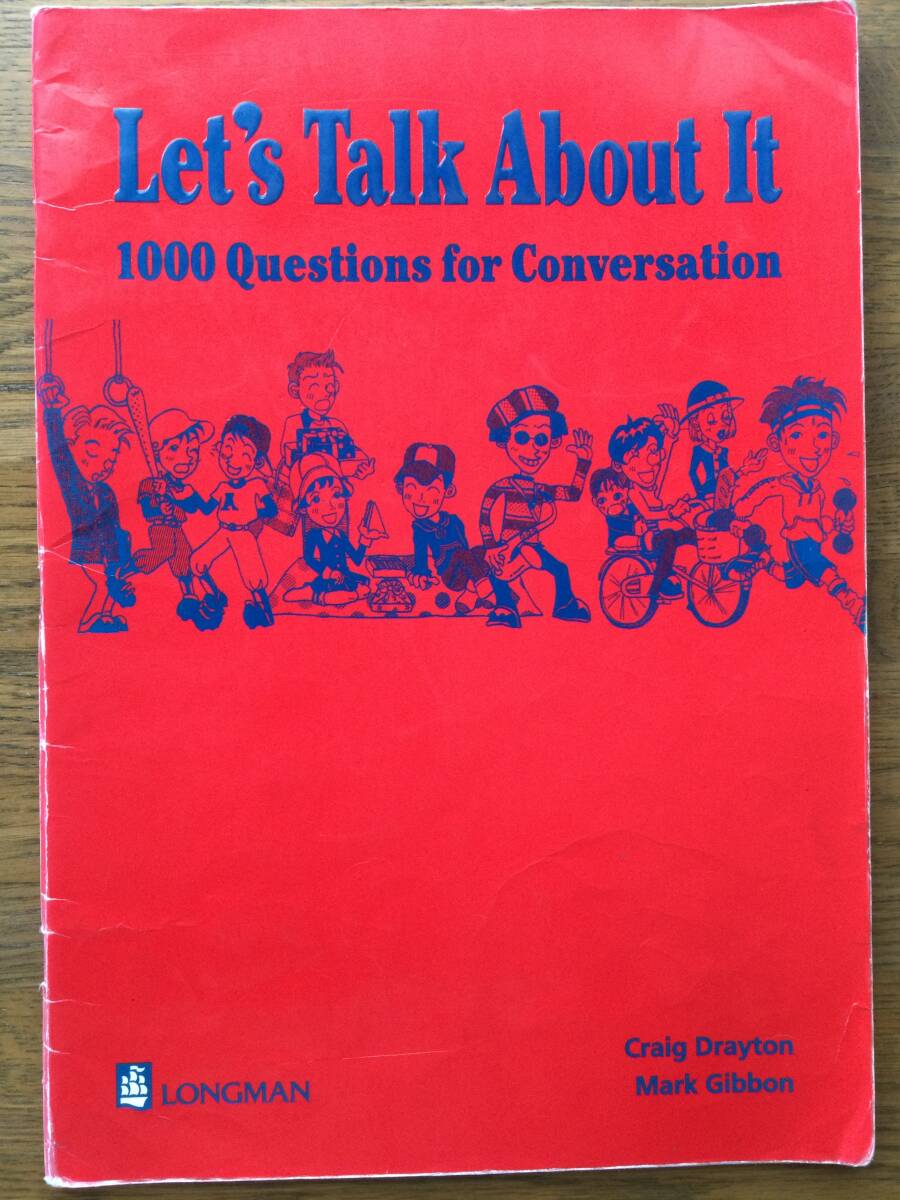 Let's Talk About It
1000 Questions for Conversation
A
Craig Drayton
Mark Gibbon
LONGMAN